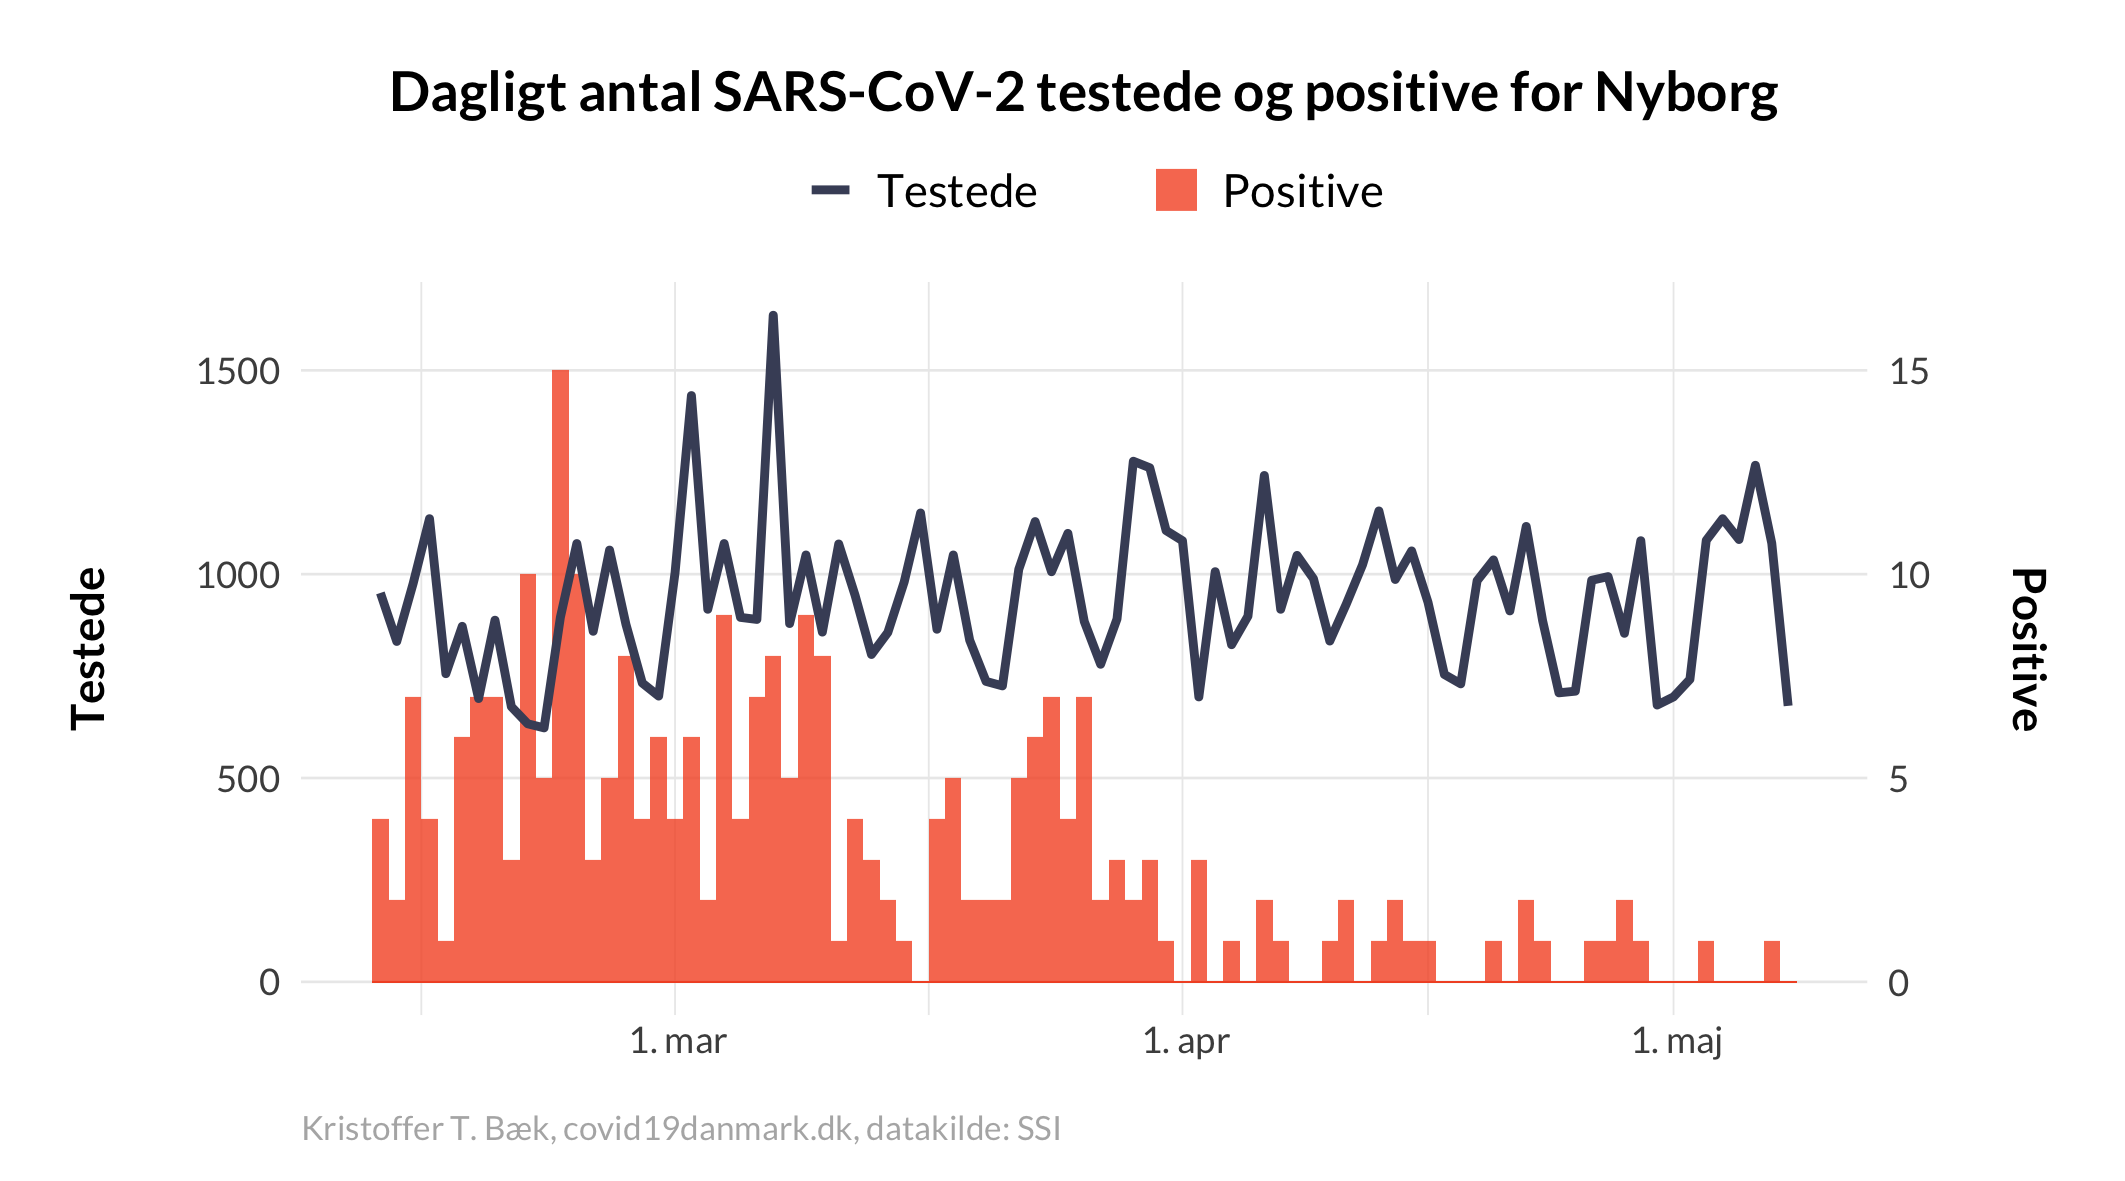 Dagligt antal SARS-CoV-2 testede og positive for Nyborg
Testede
Positive
1500
1000
500
0
Testede
15
10
5
0
Positive
1. mar
1. apr
1. maj
Kristoffer T. Bæk, covid19danmark.dk, datakilde: SSI